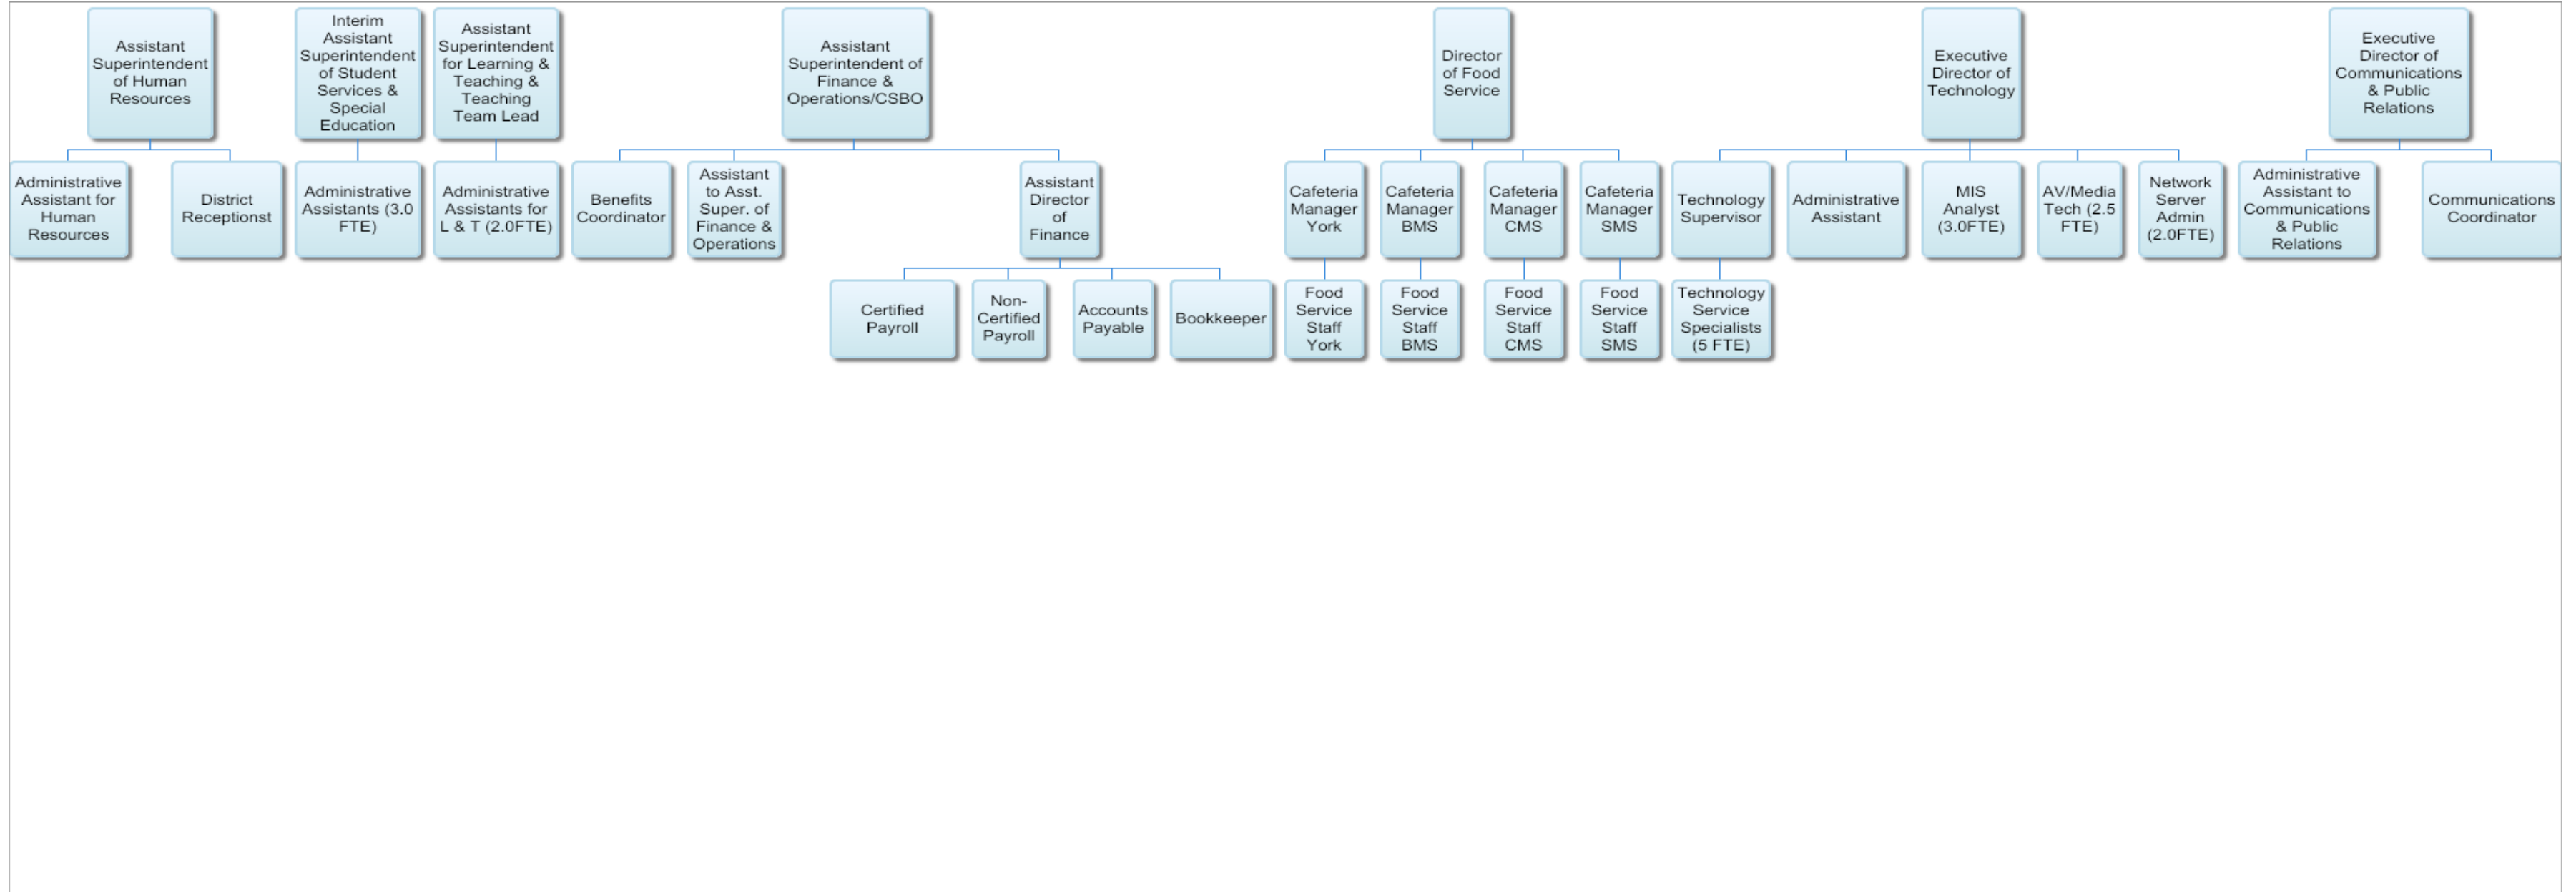 Assistant
Superintendent
of Human
Resources
Interim
Assistant
Superintendent
of Student
Services &
Special
Education
Assistant
Superintendent
for Learning &
Teaching &
Teaching
Team Lead
Assistant
Superintendent of
Finance &
Operations/CSBO
Director
of Food
Service
Executive
Director of
Technology
Executive
Director of
Communications
& Public
Relations
Administrative
Assistant for
Human
Resources
District
Receptionst
Administrative
Assistants (3.0
FTE)
Administrative
Assistants for
L & T (2.0FTE)
Benefits
Coordinator
Assistant
to Asst.
Super. of
Finance &
Operations
Assistant
Director
of
Finance
Cafeteria
Manager
York
Cafeteria
Manager
BMS
Cafeteria
Manager
CMS
Cafeteria
Manager
SMS
Technology
Supervisor
Administrative
Assistant
MIS
Analyst
(3.0FTE)
AV/Media
Tech (2.5
FTE)
Network
Server
Admin
(2.0FTE)
Administrative
Assistant to
Communications
& Public
Relations
Communications
Coordinator
Certified
Payroll
Non-
Certified
Payroll
Accounts
Payable
Bookkeeper
Food
Service
Staff
York
Food
Service
Staff
BMS
Food
Service
Staff
CMS
Food
Service
Staff
SMS
Technology
Service
Specialists
(5 FTE)